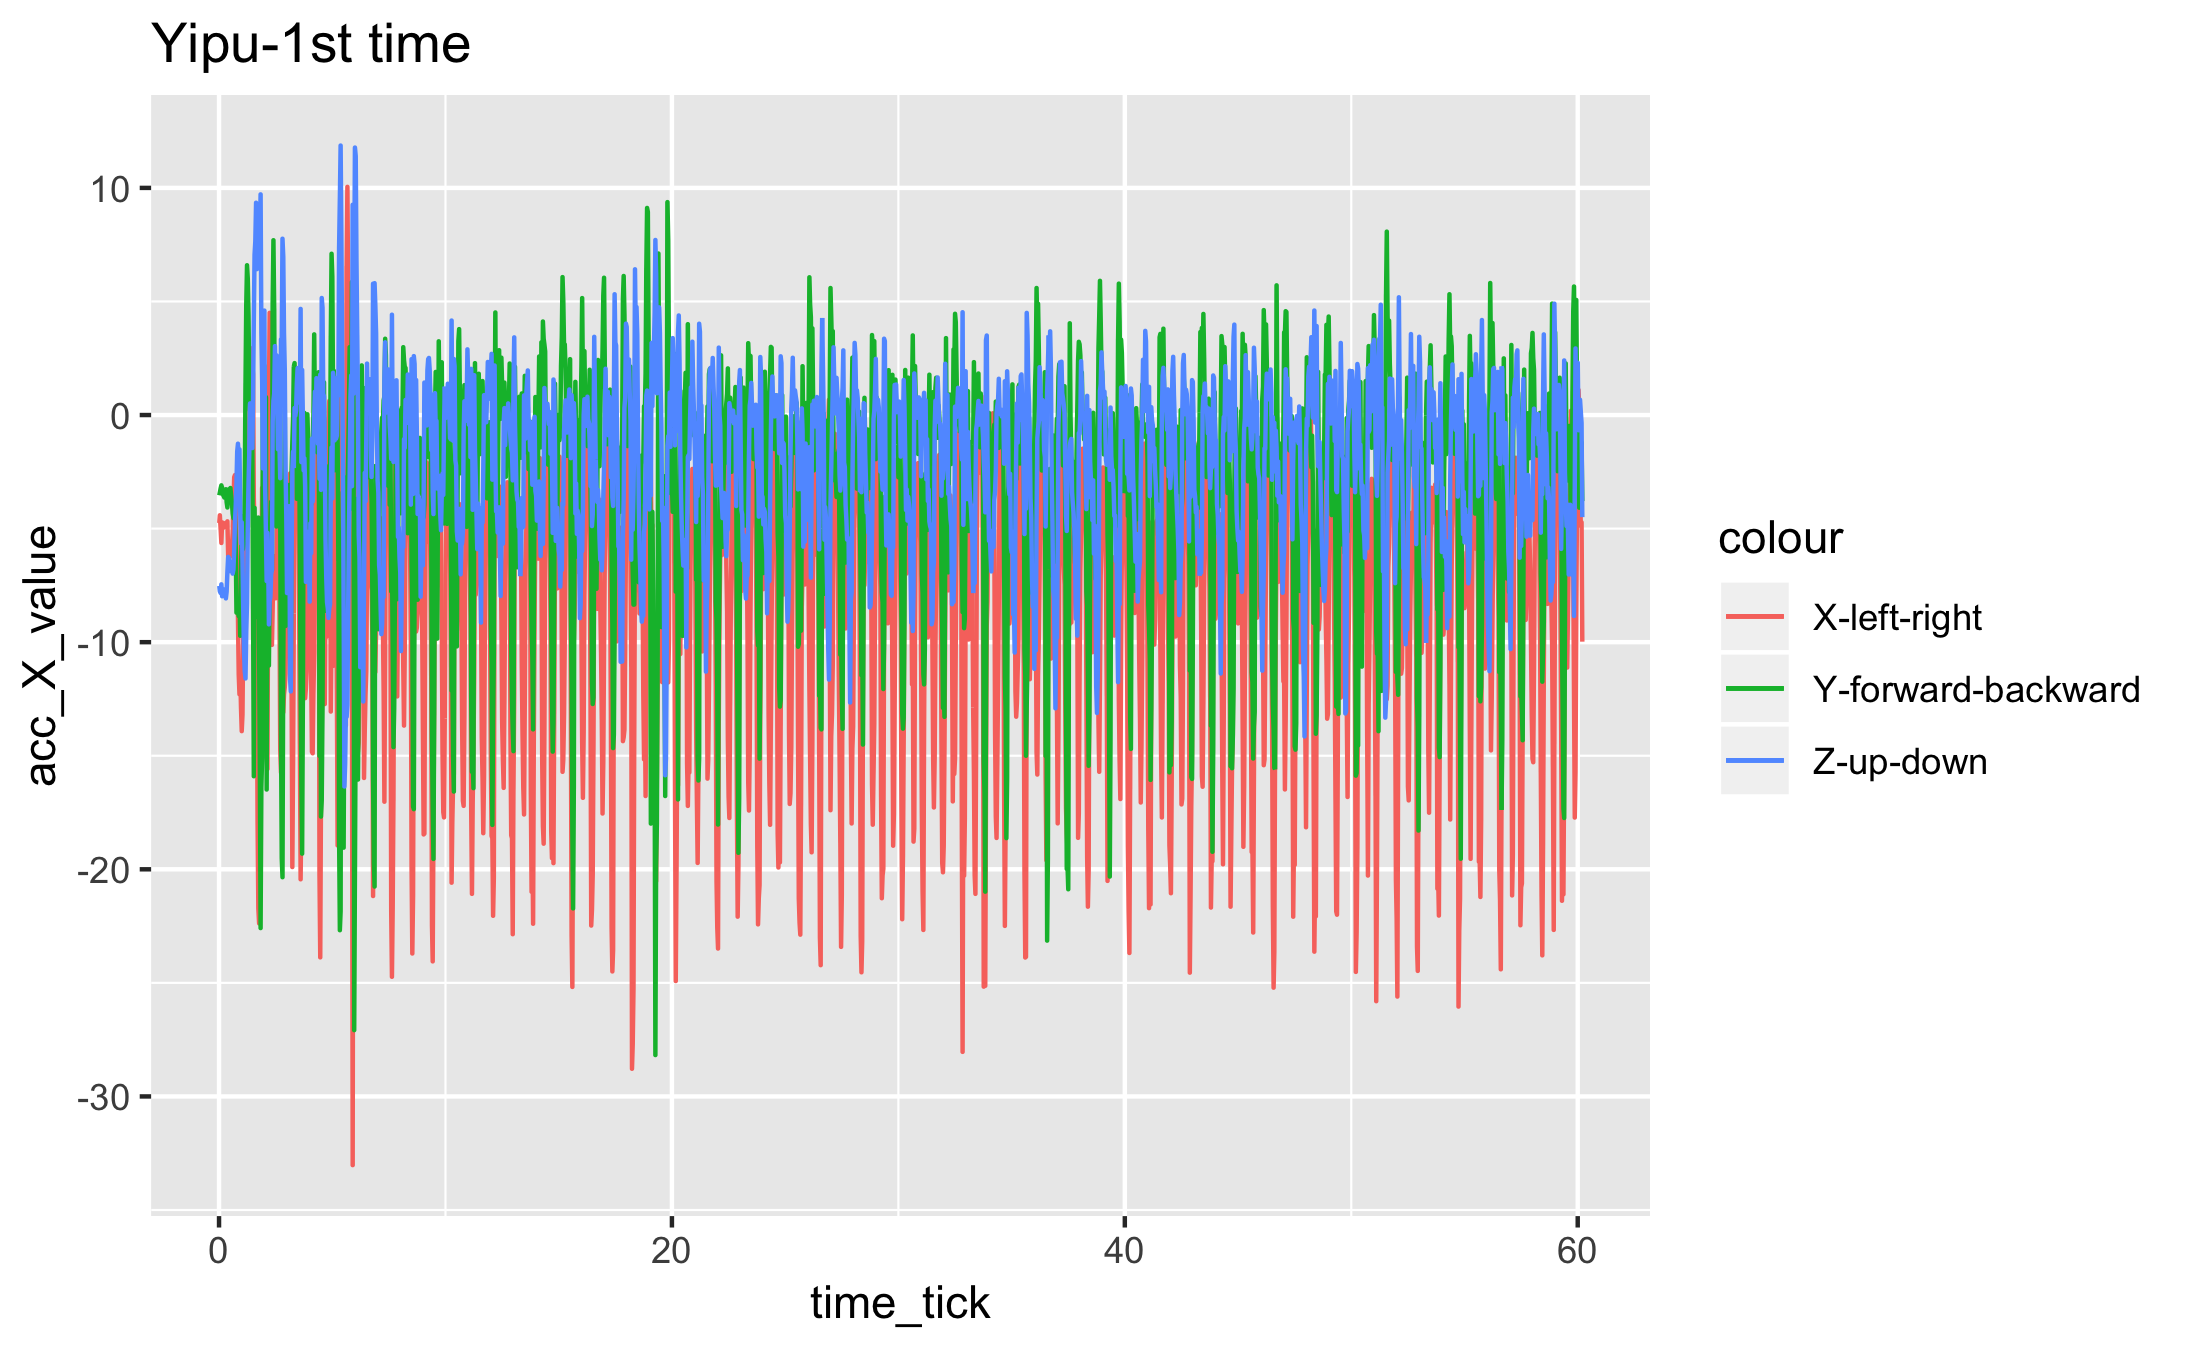 Yipu-1st time
10
0
-10
-20
-30
acc_X_value
0 20 40 60
time_tick
colour
X-left-right
Y-forward-backward
Z-up-down